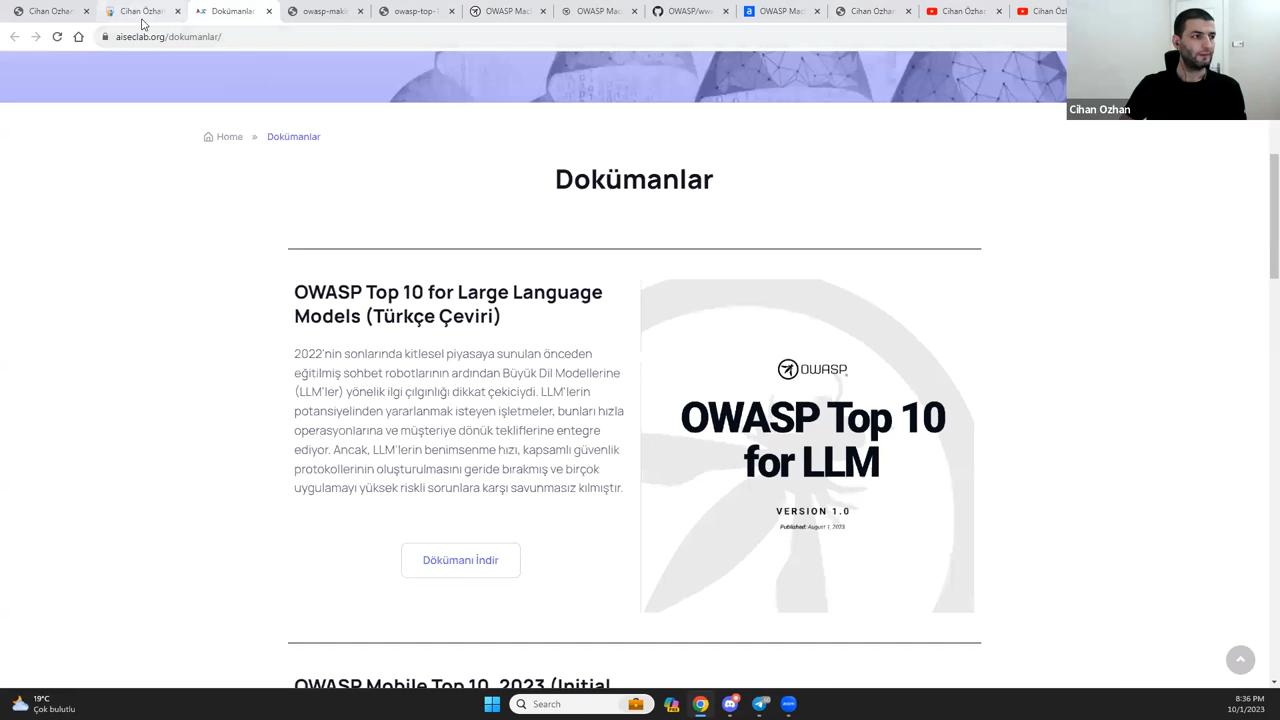 Cihan Özhan
Cihan Özhan
Dokümanlar
owasp-maki
owasp-top-1
OWASP Mac
OWASP Mac
OWASP/ww
OWASP Mac
Cihan Özhan
Cihan Özhan
Cihan Öz
aiseclab.org/dokumanlar/
Cihan Ozhan
Home » Dokümanlar
Dokümanlar
OWASP Top 10 for Large Language
Models (Türkçe Çeviri)
2022'nin sonlarında kitlesel piyasaya sunulan önceden
eğitilmiş sohbet robotlarının ardından Büyük Dil Modellerine
(LLM'ler) yönelik ilgi çılgınlığı dikkat çekiciydi. LLM'lerin
potansiyelinden yararlanmak isteyen işletmeler, bunları hızla
operasyonlarına ve müşteriye dönük tekliflerine entegre
ediyor. Ancak, LLM'lerin benimsenme hızı, kapsamlı güvenlik
protokollerinin oluşturulmasını geride bırakmış ve birçok
uygulamayı yüksek riskli sorunlara karşı savunmasız kılmıştır.
Dökümanı İndir
OWASP
OWASP Top 10
for LLM
VERSION 1.0
Published: August 1, 2023
OWASP Mobile Top 10, 2023 (Initial
19°C
Çok bulutlu
Search
8:36 PM
10/1/2023